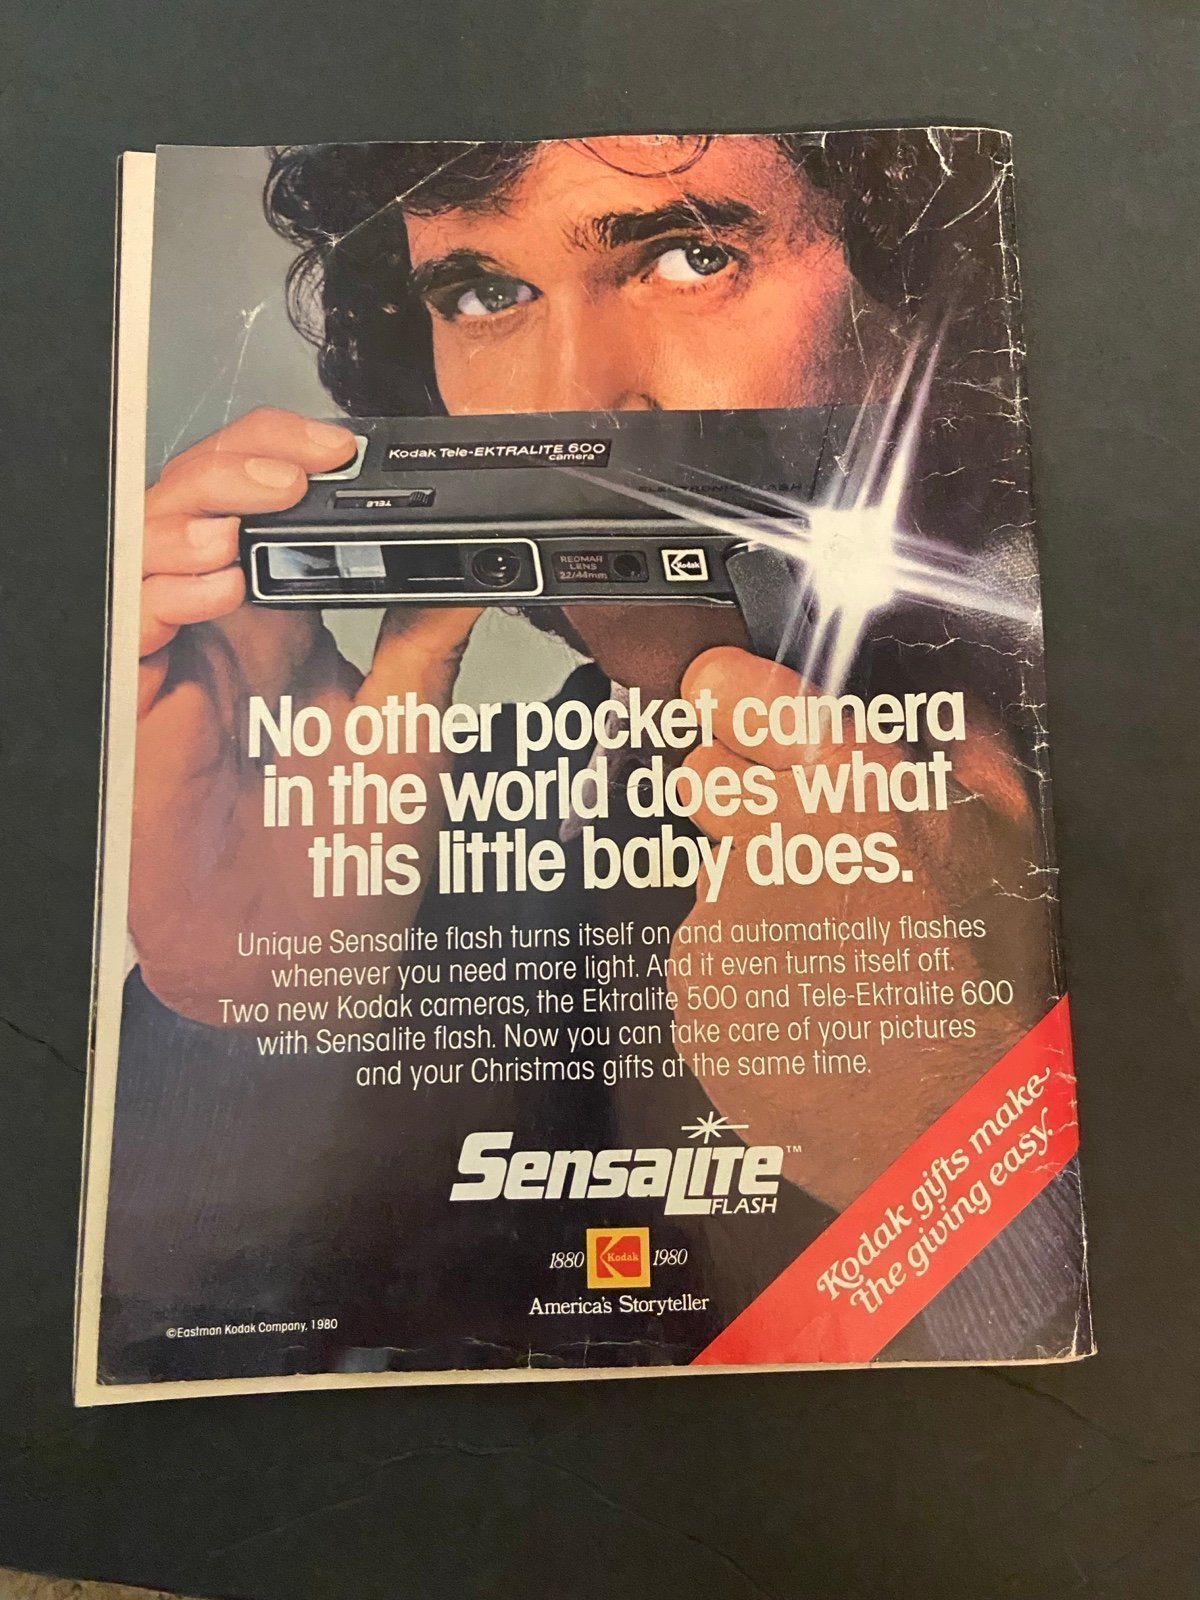 Kodak Tele-EKTRALITE 600
camera
ELECTRONIC FLASH
TELE
REOMAR
LENS
22/44mm
Kodak
No other pocket camera
in the world does what
this little baby does.
Unique Sensalite flash turns itself on and automatically flashes
whenever you need more light. And it even turns itself off.
Two new Kodak cameras, the Ektralite 500 and Tele-Ektralite 600
with Sensalite flash. Now you can take care of your pictures
and your Christmas gifts at the same time.
Sensalite™
FLASH
1880 Kodak 1980
America's Storyteller
©Eastman Kodak Company, 1980
Kodak gifts make
the giving easy.